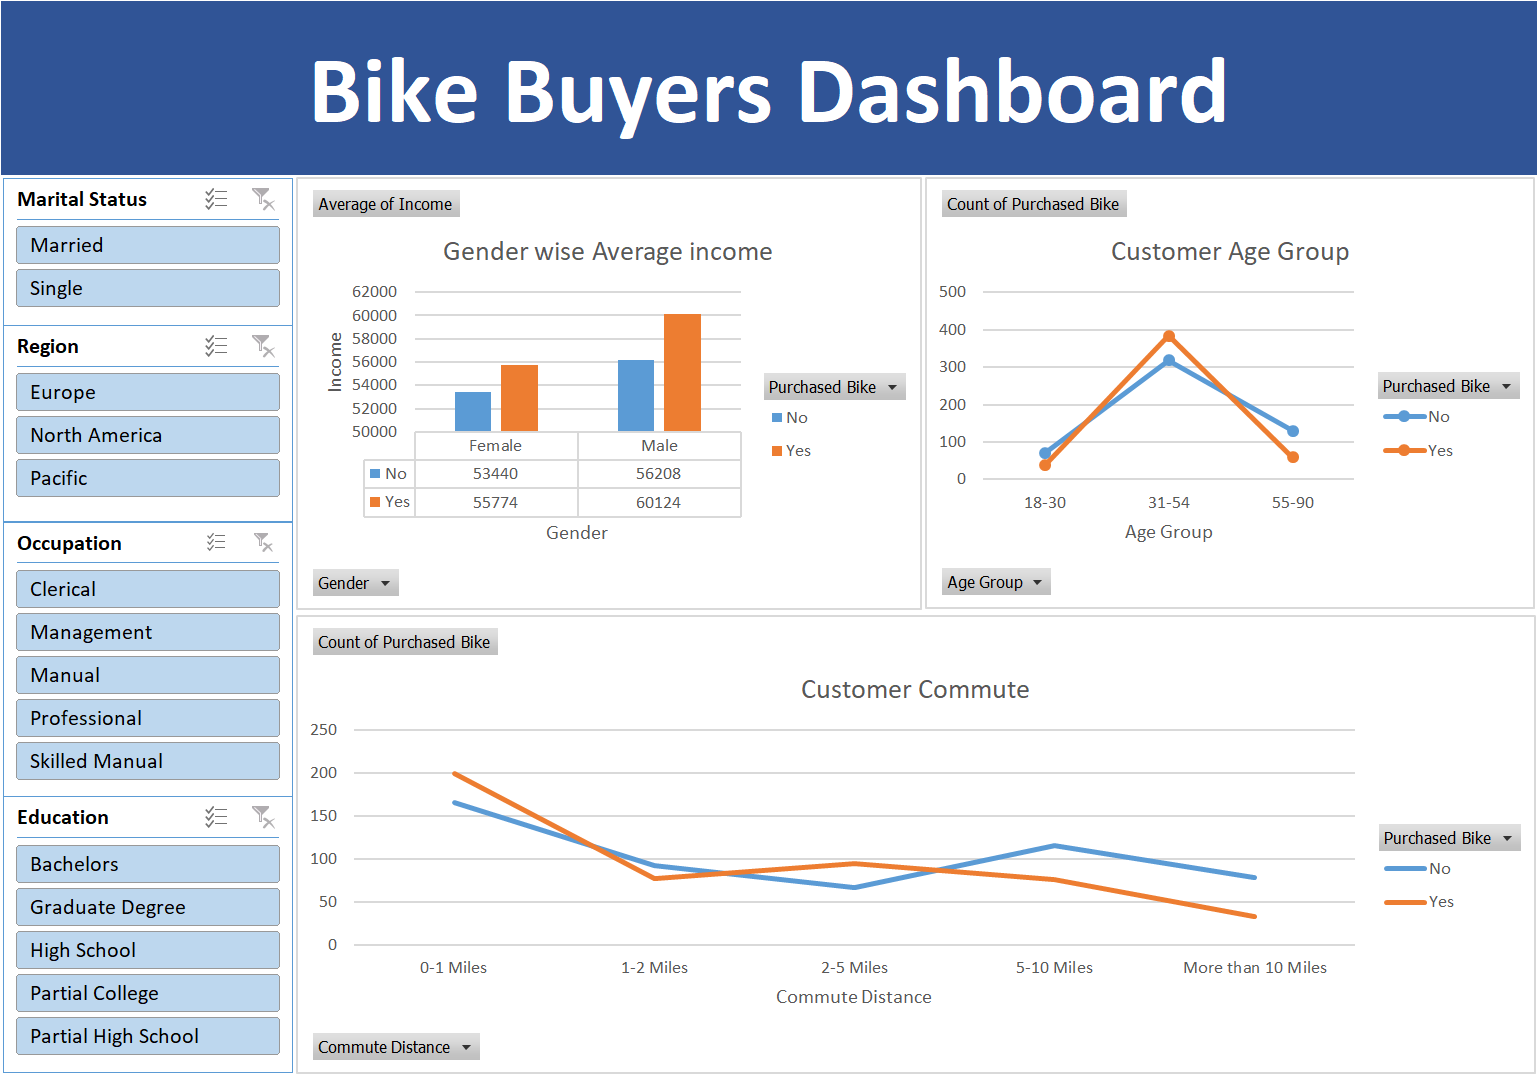 Bike Buyers Dashboard
Marital Status
Married
Single
Region
Europe
North America
Pacific
Occupation
Clerical
Management
Manual
Professional
Skilled Manual
Education
Bachelors
Graduate Degree
High School
Partial College
Partial High School
Average of Income
Gender wise Average income
62000
60000
58000
56000
54000
52000
50000
Income
Female Male
No 53440 56208
Yes 55774 60124
Gender
Purchased Bike
No
Yes
Gender
Count of Purchased Bike
Customer Age Group
500
400
300
200
100
0
18-30 31-54 55-90
Age Group
Purchased Bike
No
Yes
Age Group
Count of Purchased Bike
Customer Commute
250
200
150
100
50
0
0-1 Miles 1-2 Miles 2-5 Miles 5-10 Miles More than 10 Miles
Commute Distance
Purchased Bike
No
Yes
Commute Distance